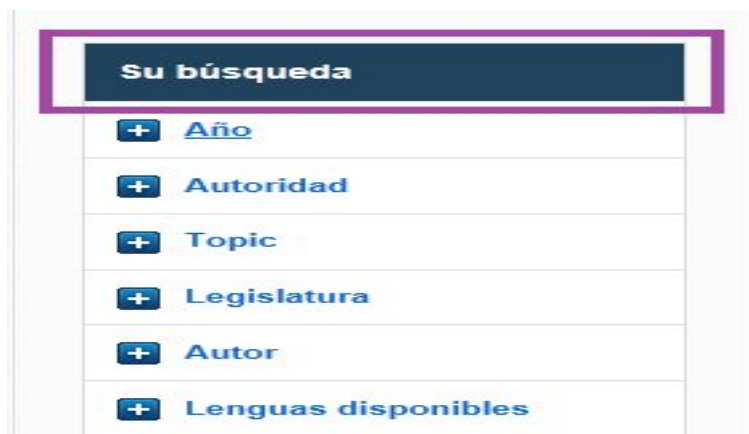 Su búsqueda
Año
Autoridad
Topic
Legislatura
Autor
Lenguas disponibles